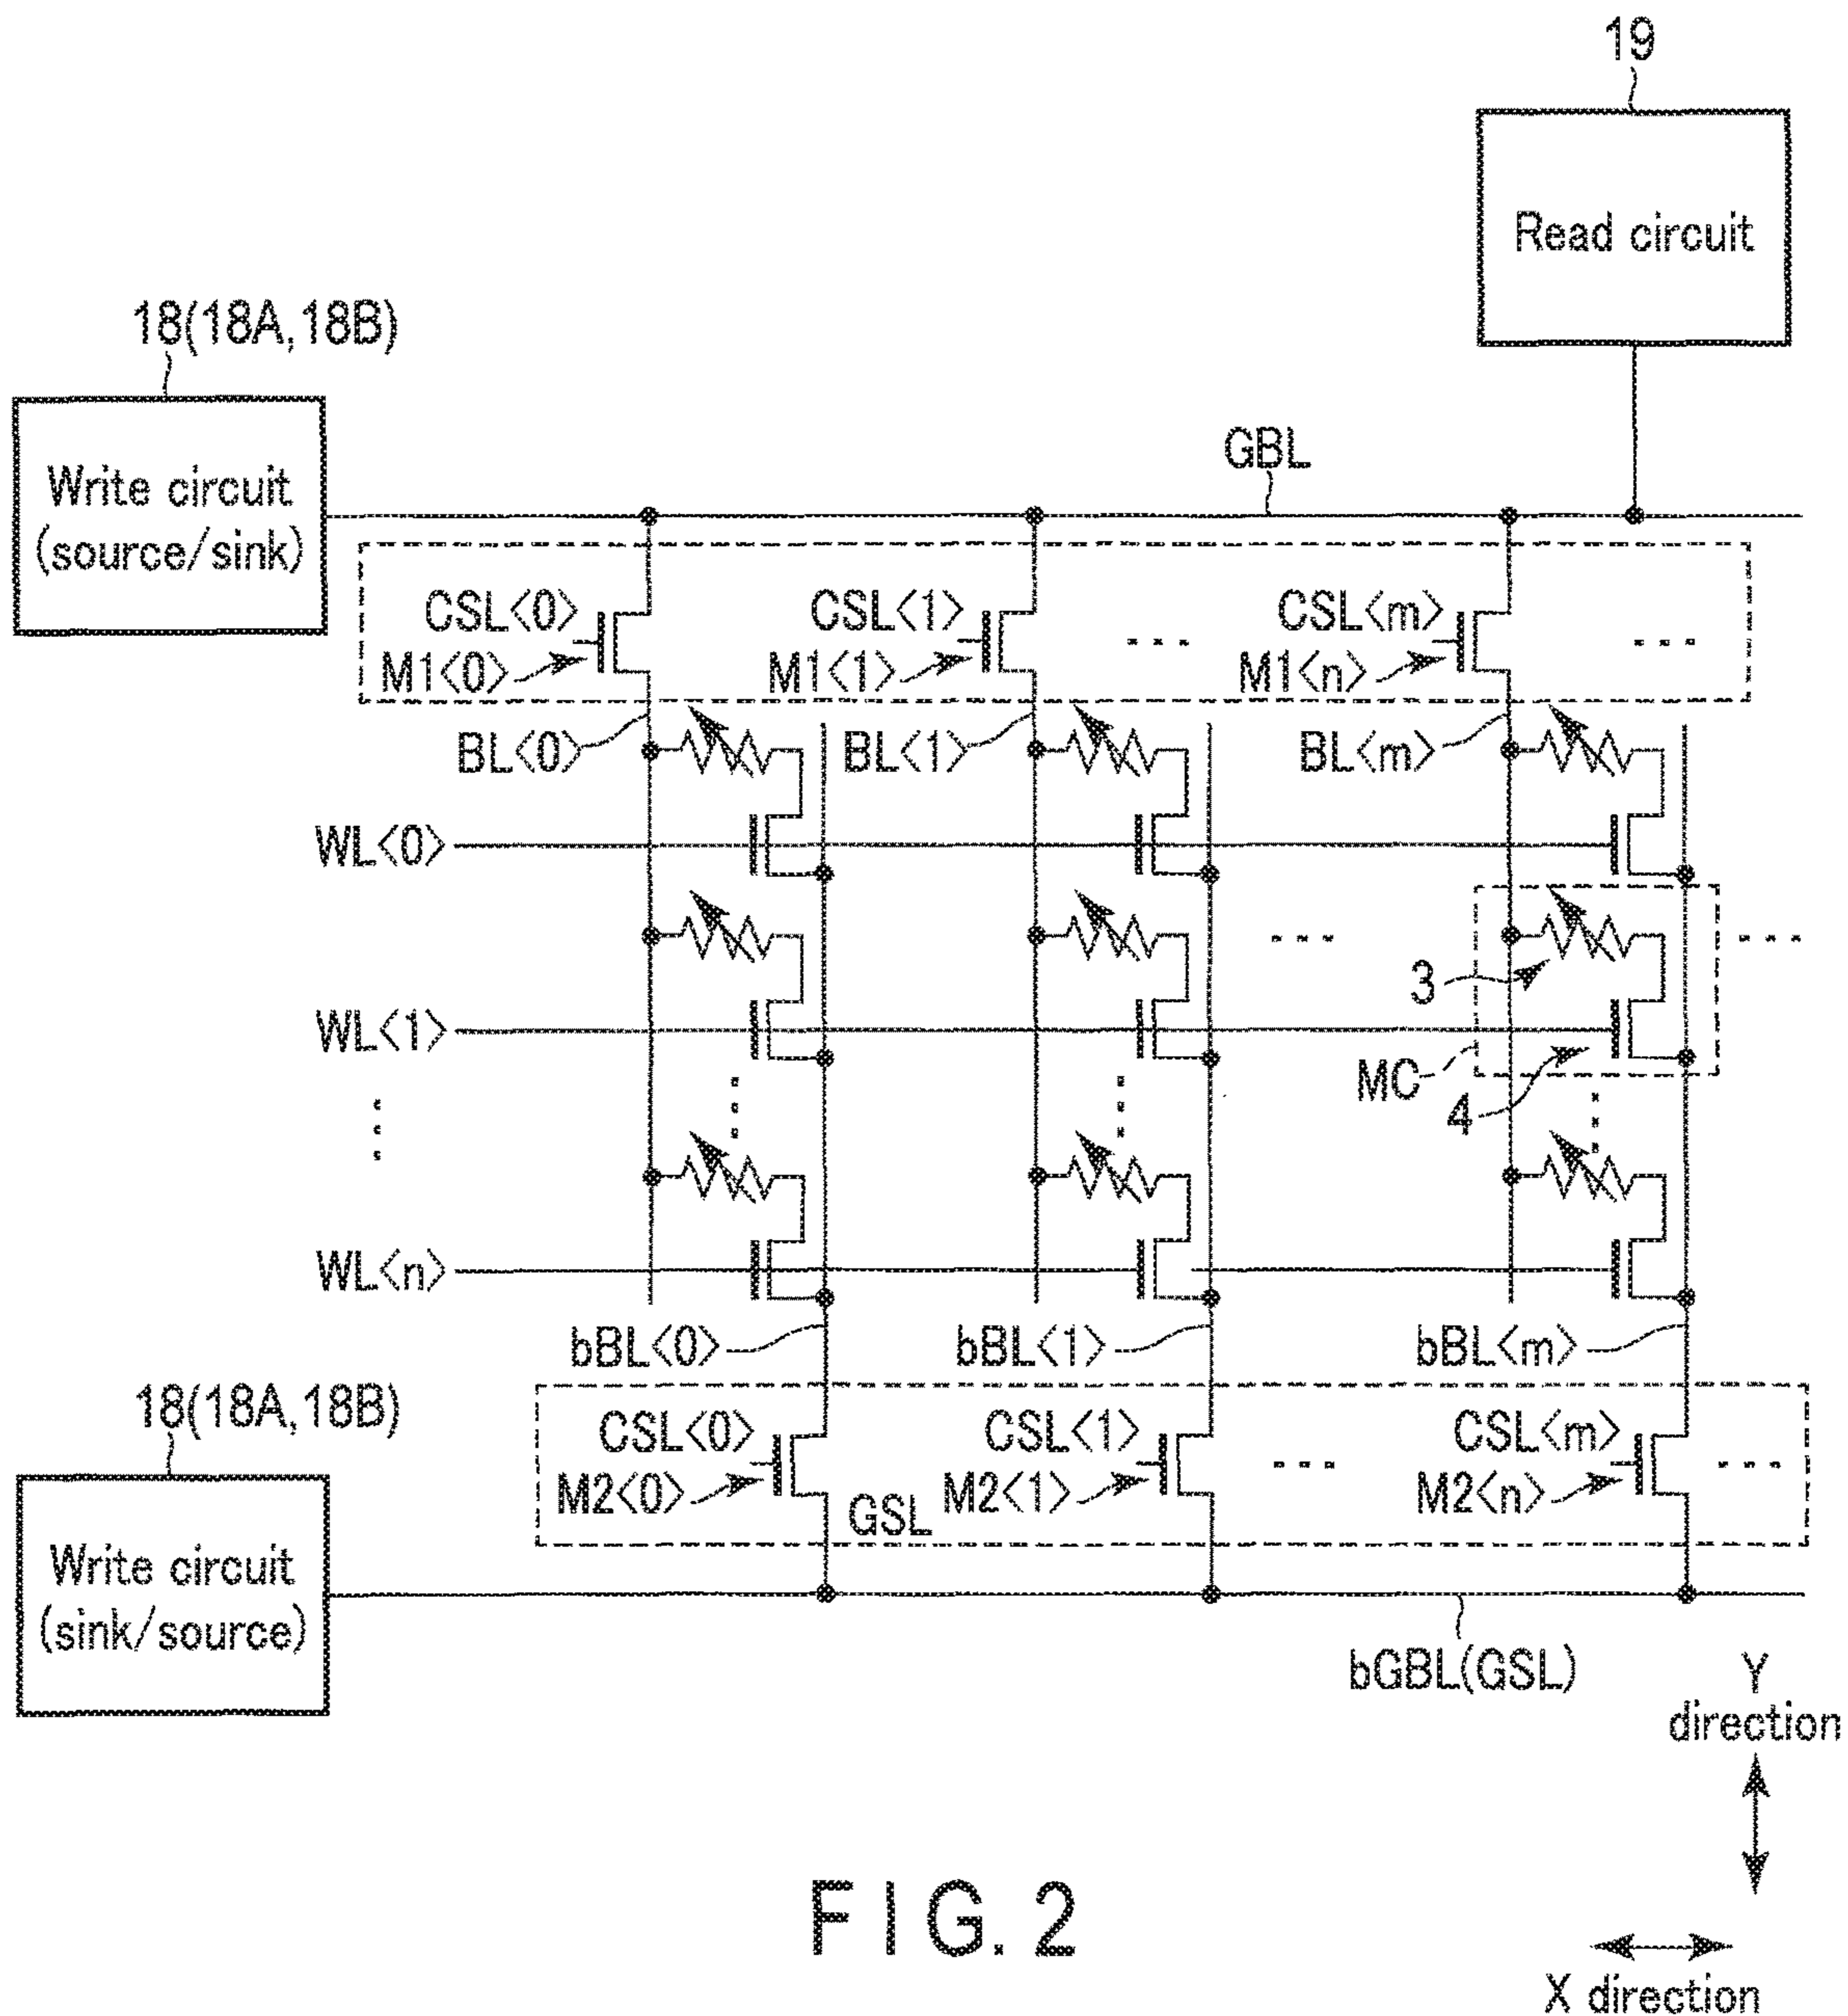 19
Read circuit
18(18A,18B)
Write circuit
(source/sink)
GBL
CSL<0>
M1<0>
CSL<1>
M1<1>
...
CSL<m>
M1<n>
...
BL<0>
BL<1>
BL<m>
WL<0>
...
...
3
WL<1>
MC
4
WL<n>
bBL<0>
bBL<1>
bBL<m>
18(18A,18B)
CSL<0>
M2<0>
GSL
CSL<1>
M2<1>
...
CSL<m>
M2<n>
...
Write circuit
(sink/source)
bGBL(GSL)
Y
direction
FIG. 2
X direction